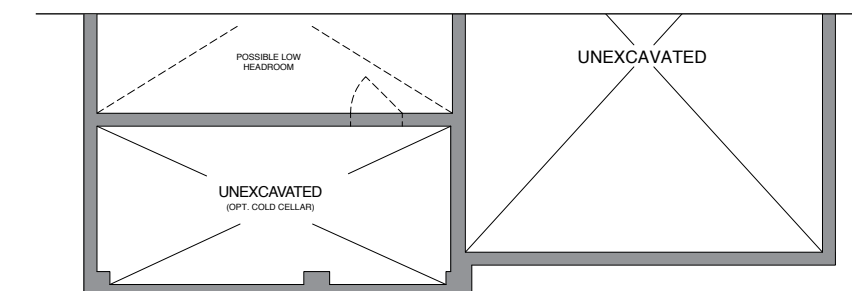 POSSIBLE LOW
HEADROOM
UNEXCAVATED
UNEXCAVATED
(OPT. COLD CELLAR)